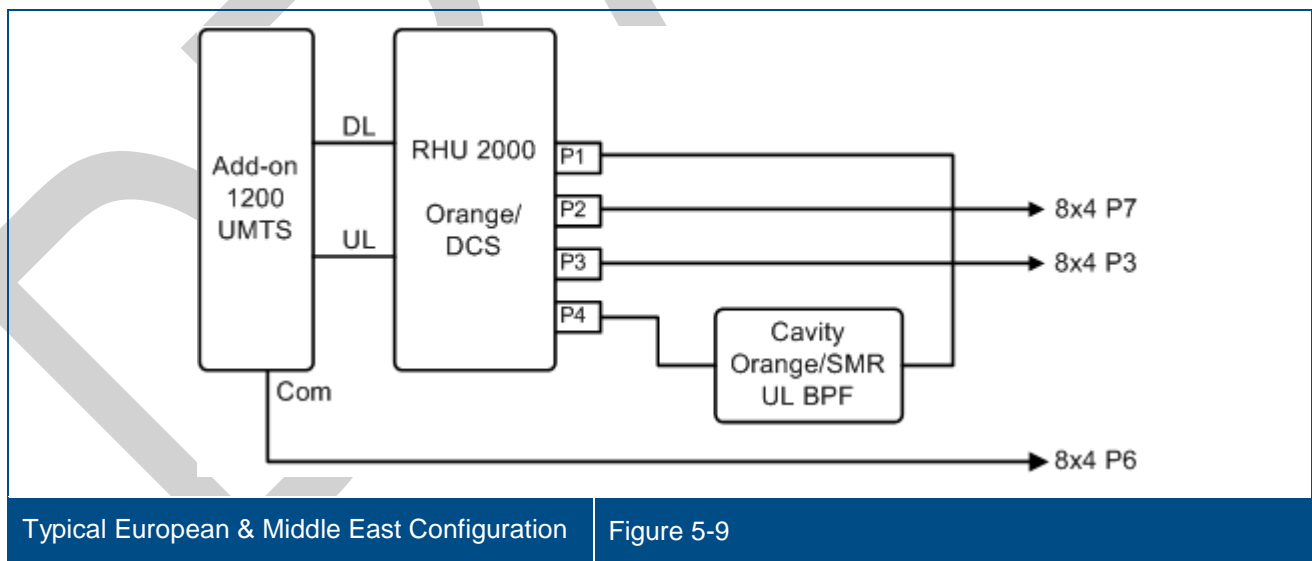 Add-on
1200
UMTS
DL
UL
Com
RHU 2000
Orange/
DCS
P1
P2
P3
P4
Cavity
Orange/SMR
UL BPF
8x4 P7
8x4 P3
8x4 P6
Typical European & Middle East Configuration
Figure 5-9